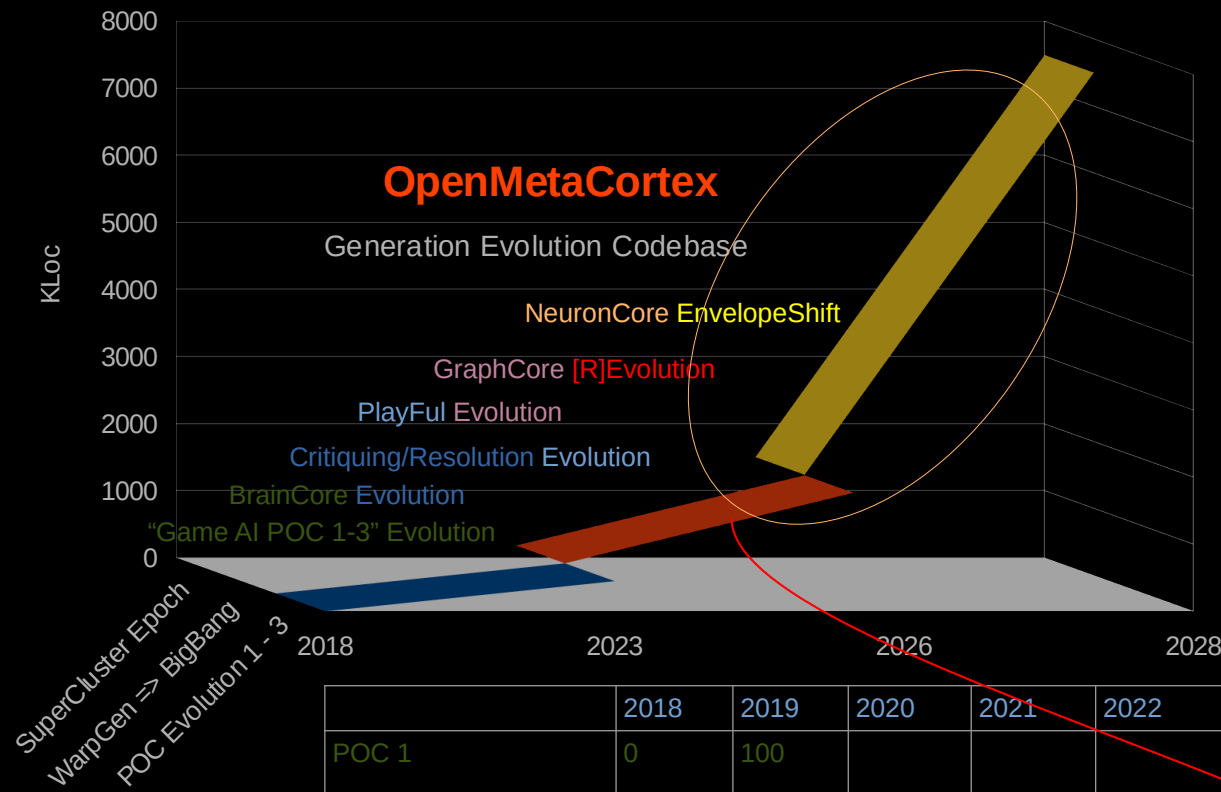 8000
7000
6000
5000
4000
3000
2000
1000
0
KLoc
OpenMetaCortex
Generation Evolution Codebase
NeuronCore EnvelopeShift
GraphCore [R]Evolution
PlayFul Evolution
Critiquing/Resolution Evolution
BrainCore Evolution
“Game AI POC 1-3” Evolution
SuperCluster Epoch
WarpGen => BigBang
POC Evolution 1 - 3
2018 2023 2026 2028
2018 2019 2020 2021 2022
POC 1 0 100